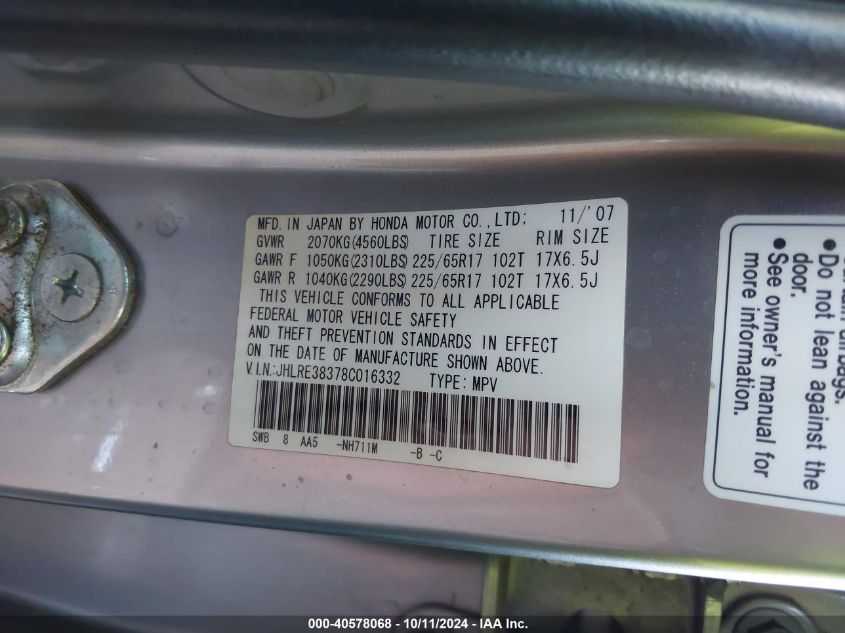 MFD. IN JAPAN BY HONDA MOTOR CO.,LTD: 11/'07
GVWR 2070KG(4560LBS) TIRE SIZE RIM SIZE
GAWR F 1050KG(2310LBS) 225/65R17 102T 17X6.5J
GAWR R 1040KG(2290LBS) 225/65R17 102T 17X6.5J
THIS VEHICLE CONFORMS TO ALL APPLICABLE
FEDERAL MOTOR VEHICLE SAFETY
AND THEFT PREVENTION STANDARDS IN EFFECT
ON THE DATE OF MANUFACTURE SHOWN ABOVE.
V.I.N.:JHLRE38378C016332 TYPE: MPV
SWB 8 AA5 -NH711M -B -C
airbags.
• Do not lean against the
door.
• See owner's manual for
more information.
000-40578068 - 10/11/2024 - IAA Inc.